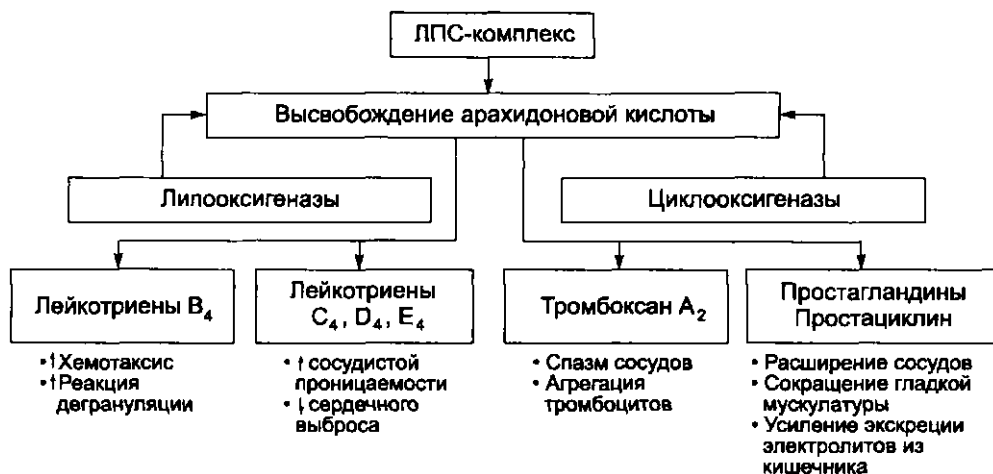 ЛПС-комплекс
Высвобождение арахидоновой кислоты
Липооксигеназы
Циклооксигеназы
Лейкотриены B₄
Лейкотриены
C₄, D₄, E₄
Тромбоксан A₂
Простагландины
Простациклин
• ↑Хемотаксис
• ↑Реакция
дегрануляции
• ↑ сосудистой
проницаемости
• ↓ сердечного
выброса
• Спазм сосудов
• Агрегация
тромбоцитов
• Расширение сосудов
• Сокращение гладкой
мускулатуры
• Усиление экскреции
электролитов из
кишечника